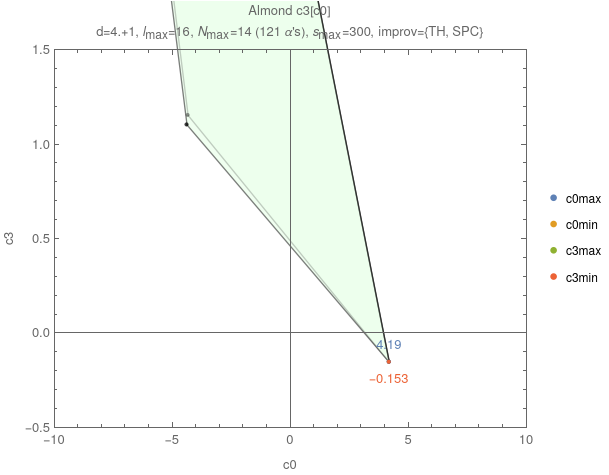 Almond c3[c0]
d=4.+1, lmax=16, Nmax=14 (121 α's), smax=300, improv={TH, SPC}
1.5
1.0
c3
0.5
0.0
-0.5
4.19
−0.153
-10
-5
0
5
10
c0
c0max
c0min
c3max
c3min